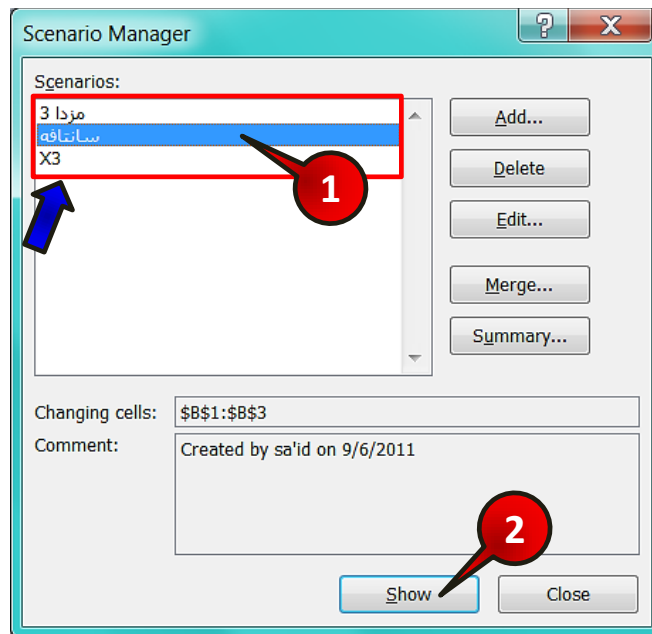 Scenario Manager
Scenarios:
مزدا 3
سانتافه
X3
Add...
Delete
Edit...
Merge...
Summary...
1
Changing cells: $B$1:$B$3
Comment: Created by sa'id on 9/6/2011
2
Show Close